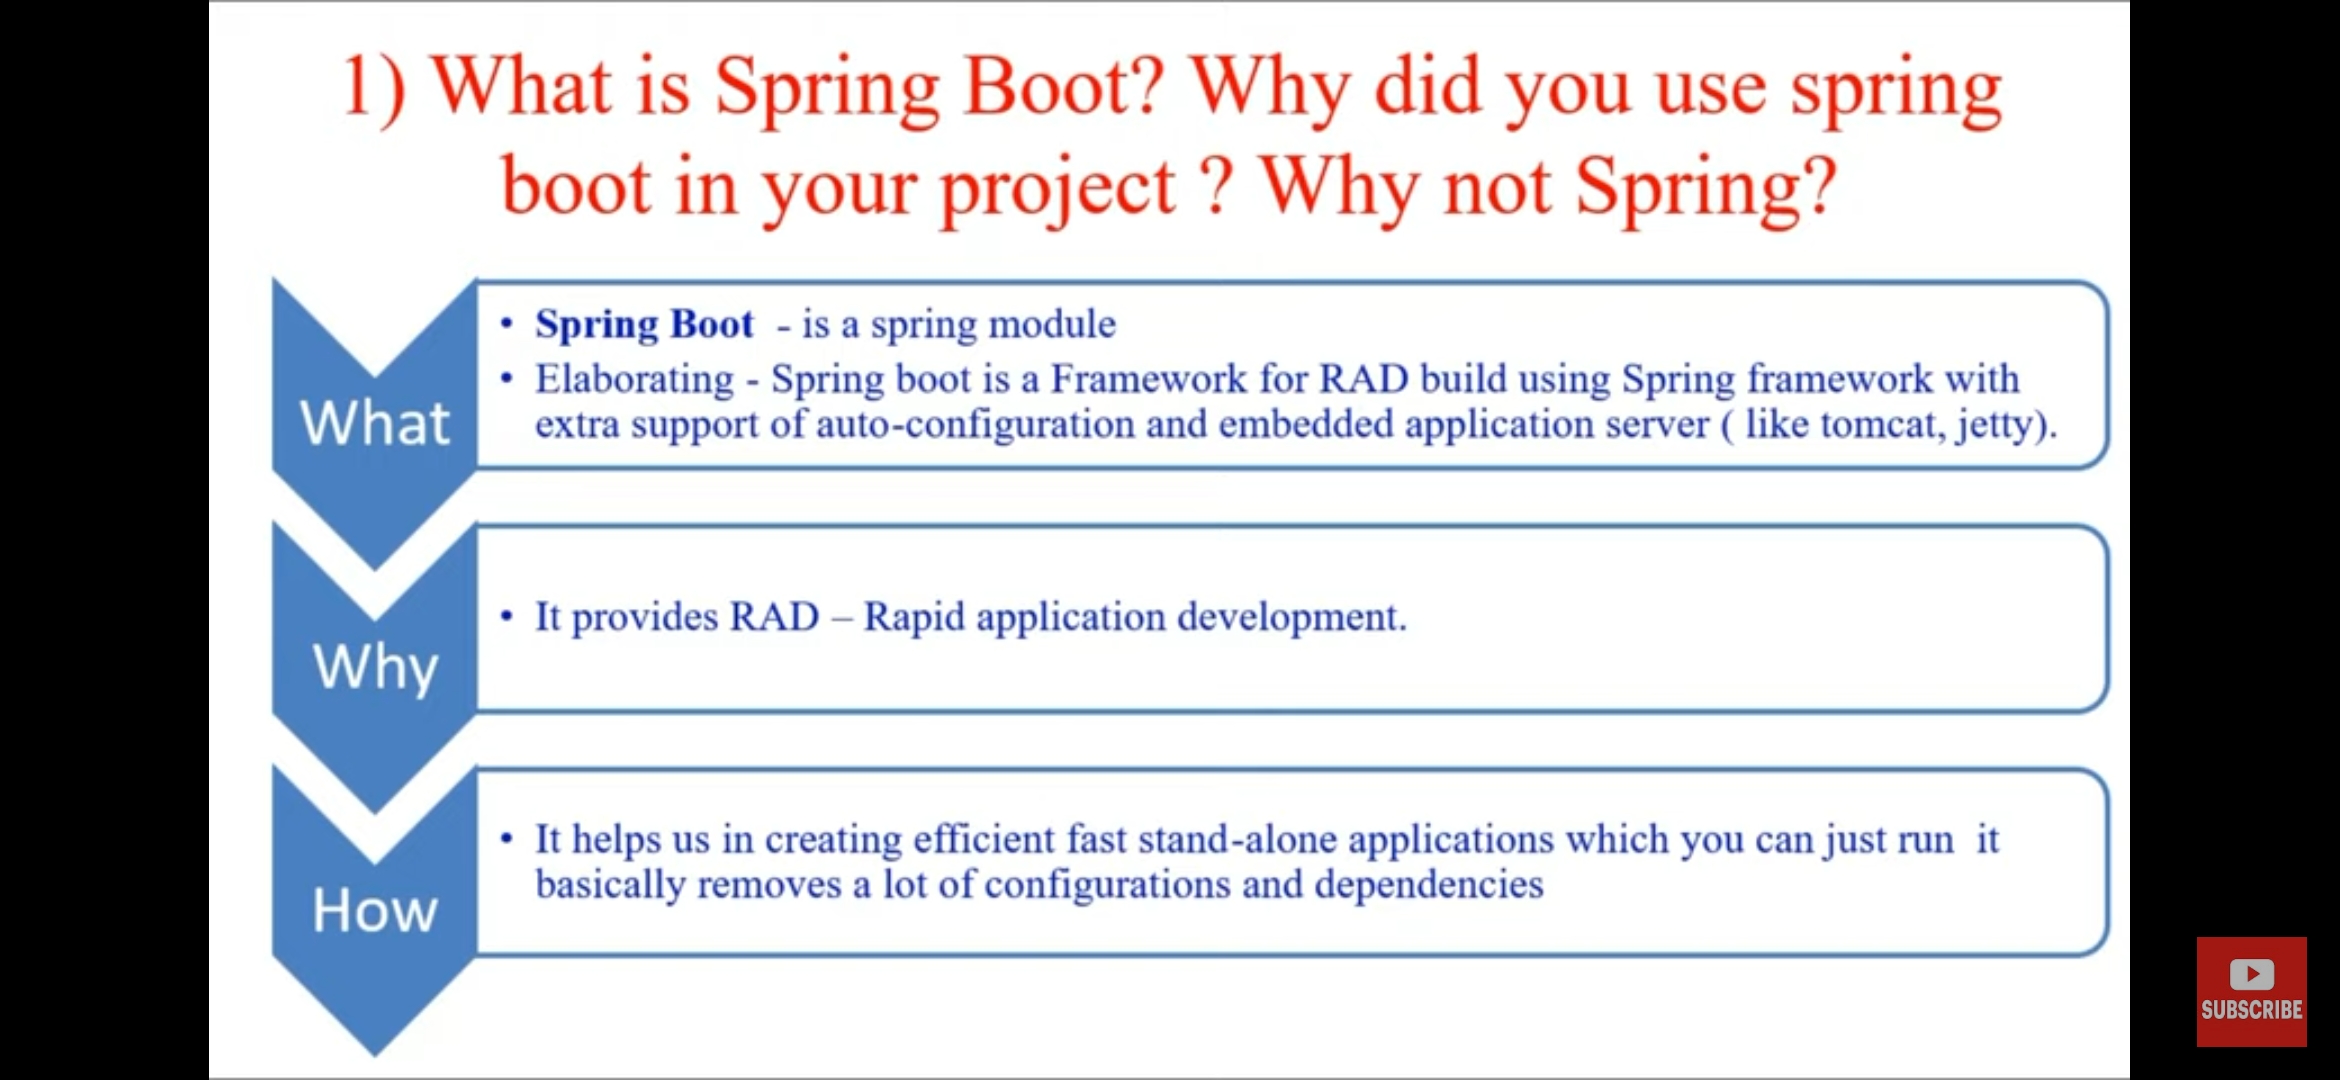 1) What is Spring Boot? Why did you use spring
boot in your project ? Why not Spring?
What
• Spring Boot - is a spring module
• Elaborating - Spring boot is a Framework for RAD build using Spring framework with
extra support of auto-configuration and embedded application server ( like tomcat, jetty).
Why
• It provides RAD – Rapid application development.
How
• It helps us in creating efficient fast stand-alone applications which you can just run it
basically removes a lot of configurations and dependencies
SUBSCRIBE